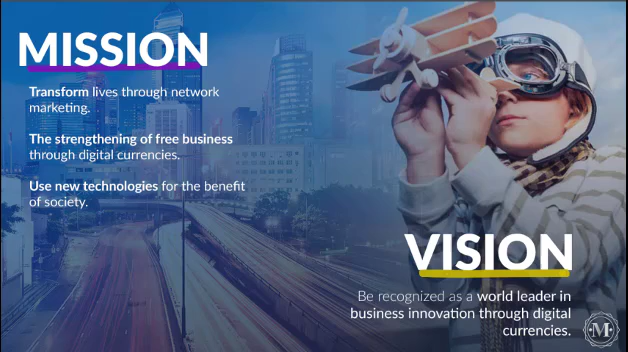 MISSION
Transform lives through network
marketing.
The strengthening of free business
through digital currencies.
Use new technologies for the benefit
of society.
VISION
Be recognized as a world leader in
business innovation through digital
currencies.
M